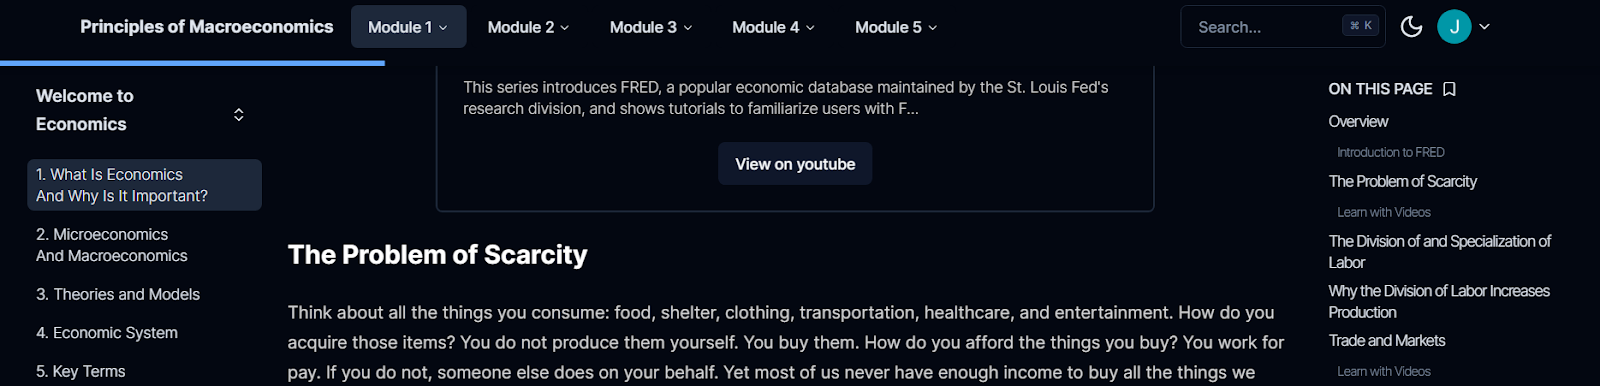 Principles of Macroeconomics
Module 1
Module 2
Module 3
Module 4
Module 5
Search...
⌘ K
J
Welcome to
Economics
1. What Is Economics
And Why Is It Important?
2. Microeconomics
And Macroeconomics
3. Theories and Models
4. Economic System
5. Key Terms
This series introduces FRED, a popular economic database maintained by the St. Louis Fed's
research division, and shows tutorials to familiarize users with F...
View on youtube
The Problem of Scarcity
Think about all the things you consume: food, shelter, clothing, transportation, healthcare, and entertainment. How do you
acquire those items? You do not produce them yourself. You buy them. How do you afford the things you buy? You work for
pay. If you do not, someone else does on your behalf. Yet most of us never have enough income to buy all the things we
ON THIS PAGE
Overview
Introduction to FRED
The Problem of Scarcity
Learn with Videos
The Division of and Specialization of
Labor
Why the Division of Labor Increases
Production
Trade and Markets
Learn with Videos